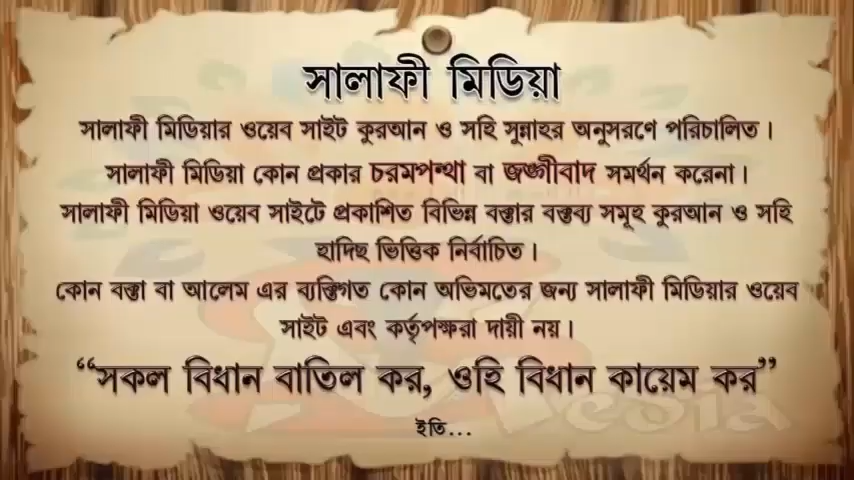 সালাফী মিডিয়া
সালাফী মিডিয়ার ওয়েব সাইট কুরআন ও সহি সুন্নাহর অনুসরণে পরিচালিত।
সালাফী মিডিয়া কোন প্রকার চরমপন্থা বা জঙ্গীবাদ সমর্থন করেনা।
সালাফী মিডিয়া ওয়েব সাইটে প্রকাশিত বিভিন্ন বক্তার বক্তব্য সমূহ কুরআন ও সহি
হাদিছ ভিত্তিক নির্বাচিত।
কোন বক্তা বা আলেম এর ব্যক্তিগত কোন অভিমতের জন্য সালাফী মিডিয়ার ওয়েব
সাইট এবং কর্তৃপক্ষরা দায়ী নয়।
“সকল বিধান বাতিল কর, ওহি বিধান কায়েম কর”
ইতি...